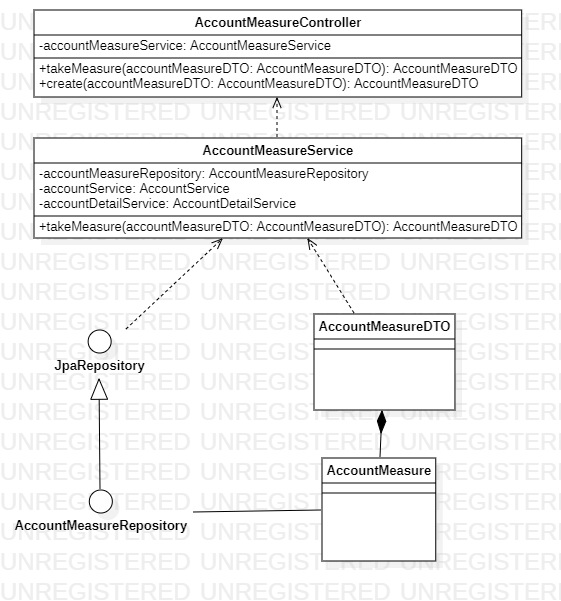 AccountMeasureController
-accountMeasureService: AccountMeasureService
+takeMeasure(accountMeasureDTO: AccountMeasureDTO): AccountMeasureDTO
+create(accountMeasureDTO: AccountMeasureDTO): AccountMeasureDTO
AccountMeasureService
-accountMeasureRepository: AccountMeasureRepository
-accountService: AccountService
-accountDetailService: AccountDetailService
+takeMeasure(accountMeasureDTO: AccountMeasureDTO): AccountMeasureDTO
AccountMeasureDTO
JpaRepository
AccountMeasure
AccountMeasureRepository
UNREGISTERED UNREGISTERED UNREGISTERED